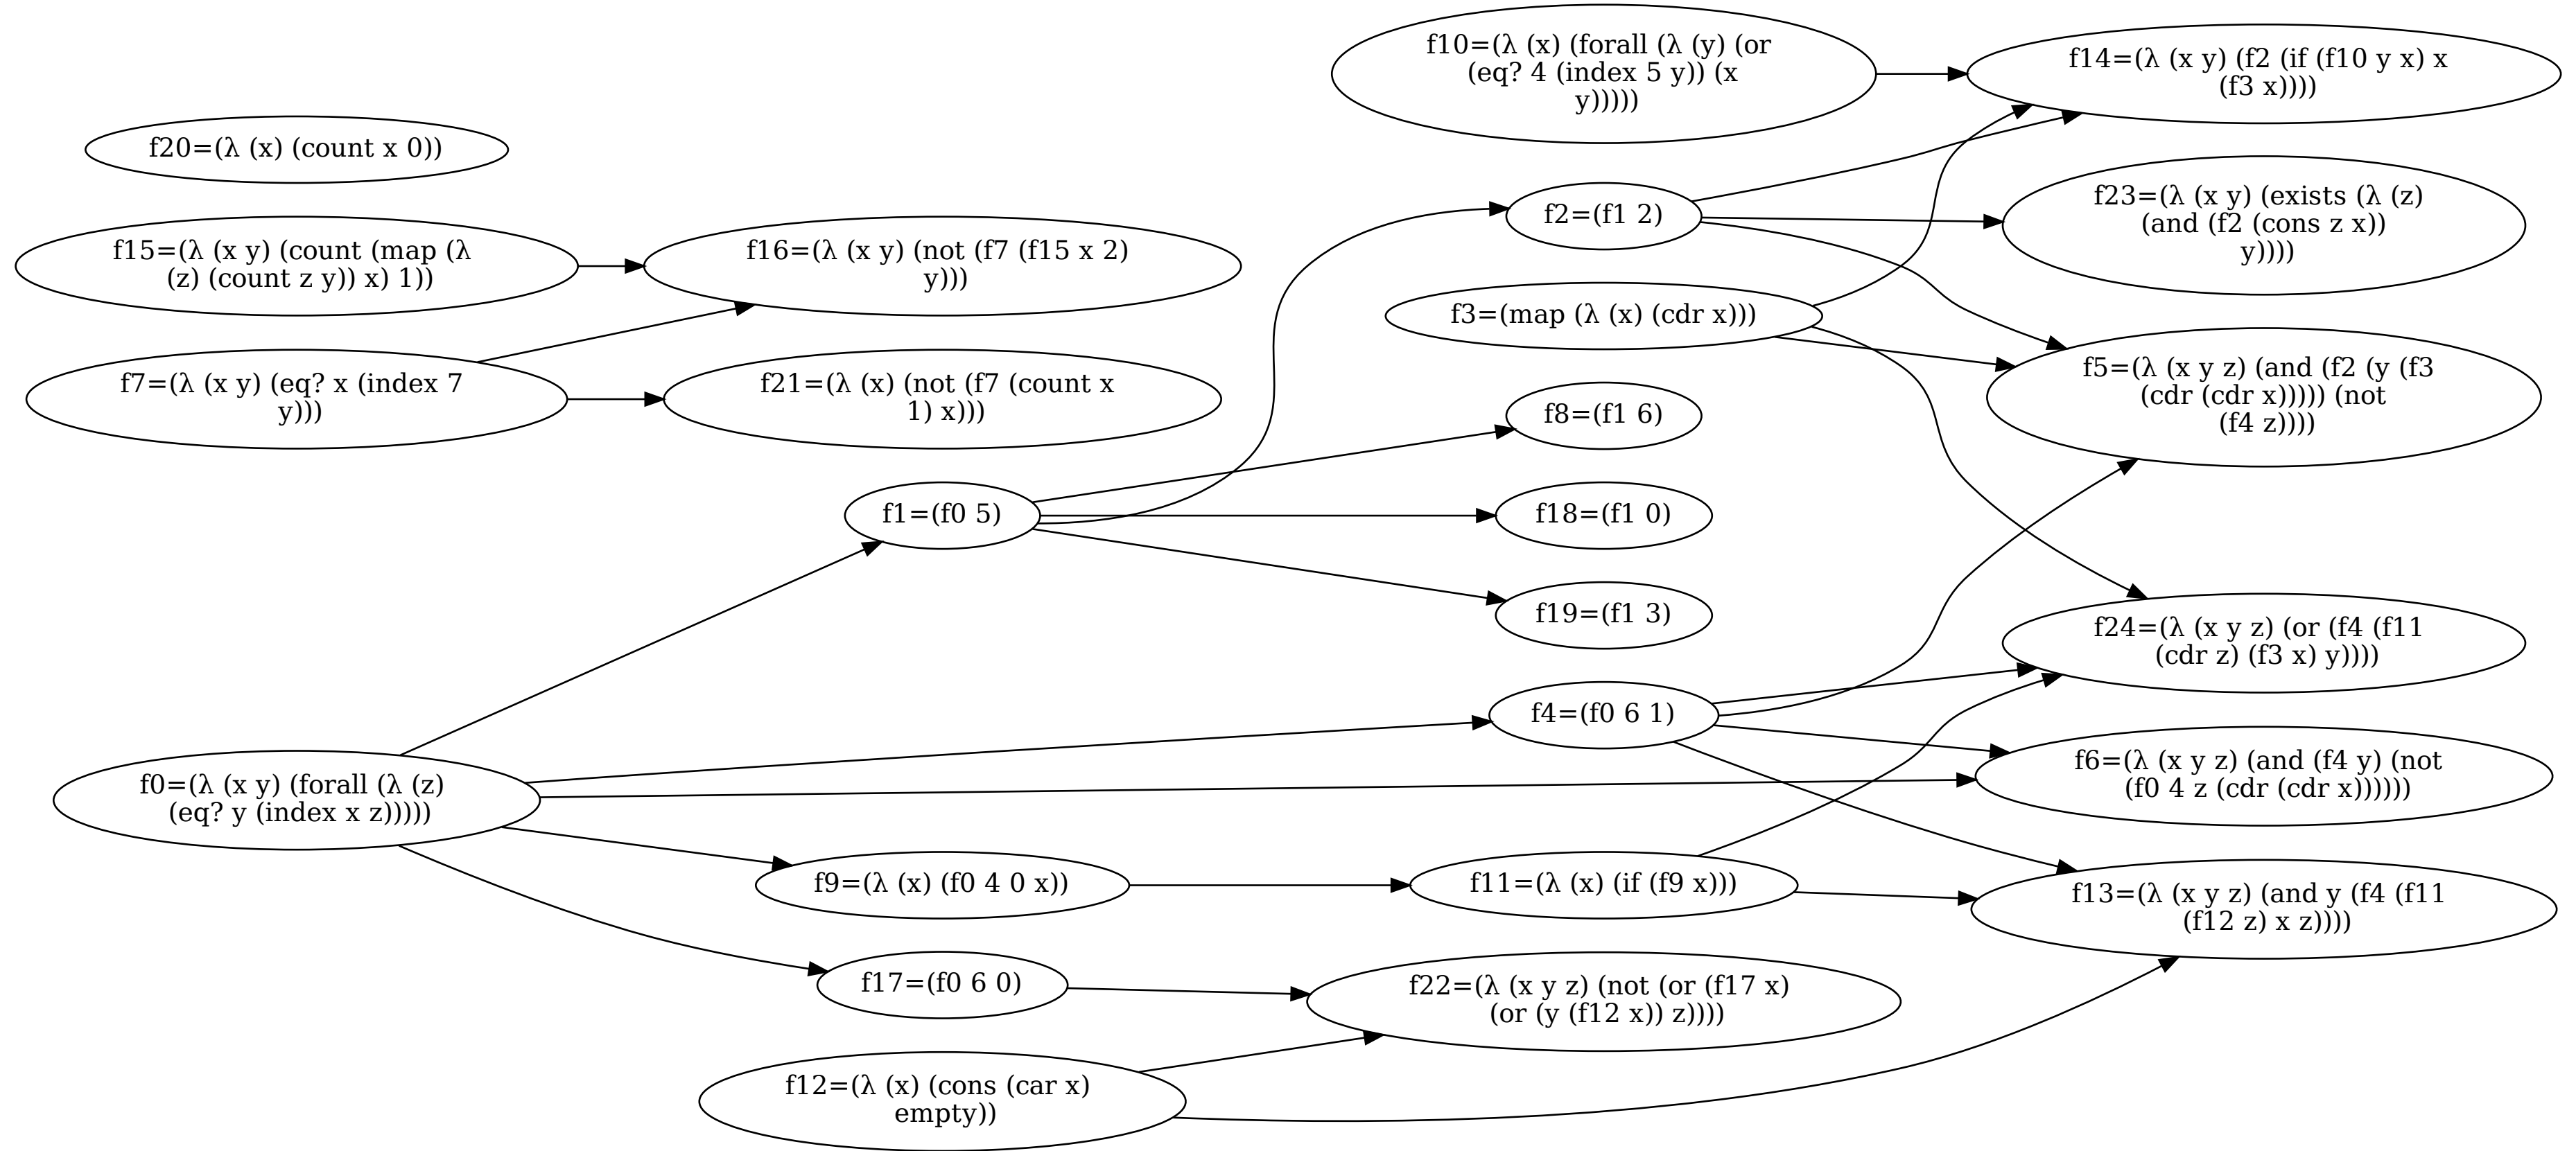 f20=(λ (x) (count x 0))
f15=(λ (x y) (count (map (λ
(z) (count z y)) x) 1))
f7=(λ (x y) (eq? x (index 7
y)))
f0=(λ (x y) (forall (λ (z)
(eq? y (index x z)))))
f16=(λ (x y) (not (f7 (f15 x 2)
y)))
f21=(λ (x) (not (f7 (count x
1) x)))
f1=(f0 5)
f9=(λ (x) (f0 4 0 x))
f17=(f0 6 0)
f12=(λ (x) (cons (car x)
empty))
f10=(λ (x) (forall (λ (y) (or
(eq? 4 (index 5 y)) (x
y)))))
f2=(f1 2)
f3=(map (λ (x) (cdr x)))
f8=(f1 6)
f18=(f1 0)
f19=(f1 3)
f4=(f0 6 1)
f11=(λ (x) (if (f9 x)))
f22=(λ (x y z) (not (or (f17 x)
(or (y (f12 x)) z))))
f14=(λ (x y) (f2 (if (f10 y x) x
(f3 x))))
f23=(λ (x y) (exists (λ (z)
(and (f2 (cons z x))
y))))
f5=(λ (x y z) (and (f2 (y (f3
(cdr (cdr x))))) (not
(f4 z))))
f24=(λ (x y z) (or (f4 (f11
(cdr z) (f3 x) y))))
f6=(λ (x y z) (and (f4 y) (not
(f0 4 z (cdr (cdr x))))))
f13=(λ (x y z) (and y (f4 (f11
(f12 z) x z))))